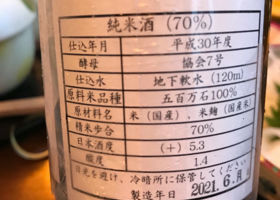 純米酒（70%）
仕込年月 平成30年度
酵母 協会7号
仕込水 地下軟水（120m）
原料米品種 五百万石100%
原材料名 米（国産）、米麹（国産米）
精米歩合 70%
日本酒度 （＋）5.3
酸度 1.4
日光を避け、冷暗所に保管してください
製造年月 2021.6.